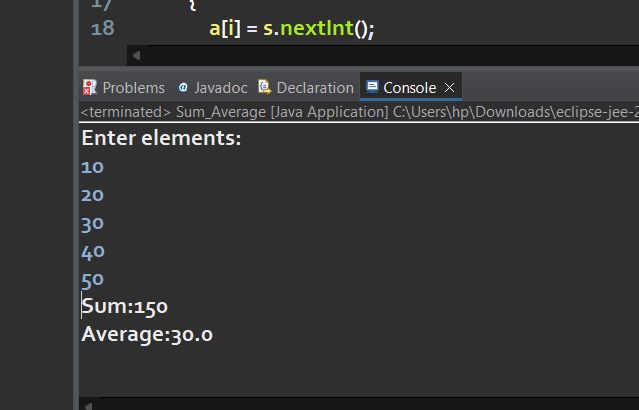 17 {
18 a[i] = s.nextInt();
Problems @ Javadoc Declaration Console
<terminated> Sum_Average [Java Application] C:\Users\hp\Downloads\eclipse-jee-2
Enter elements:
10
20
30
40
50
Sum:150
Average:30.0